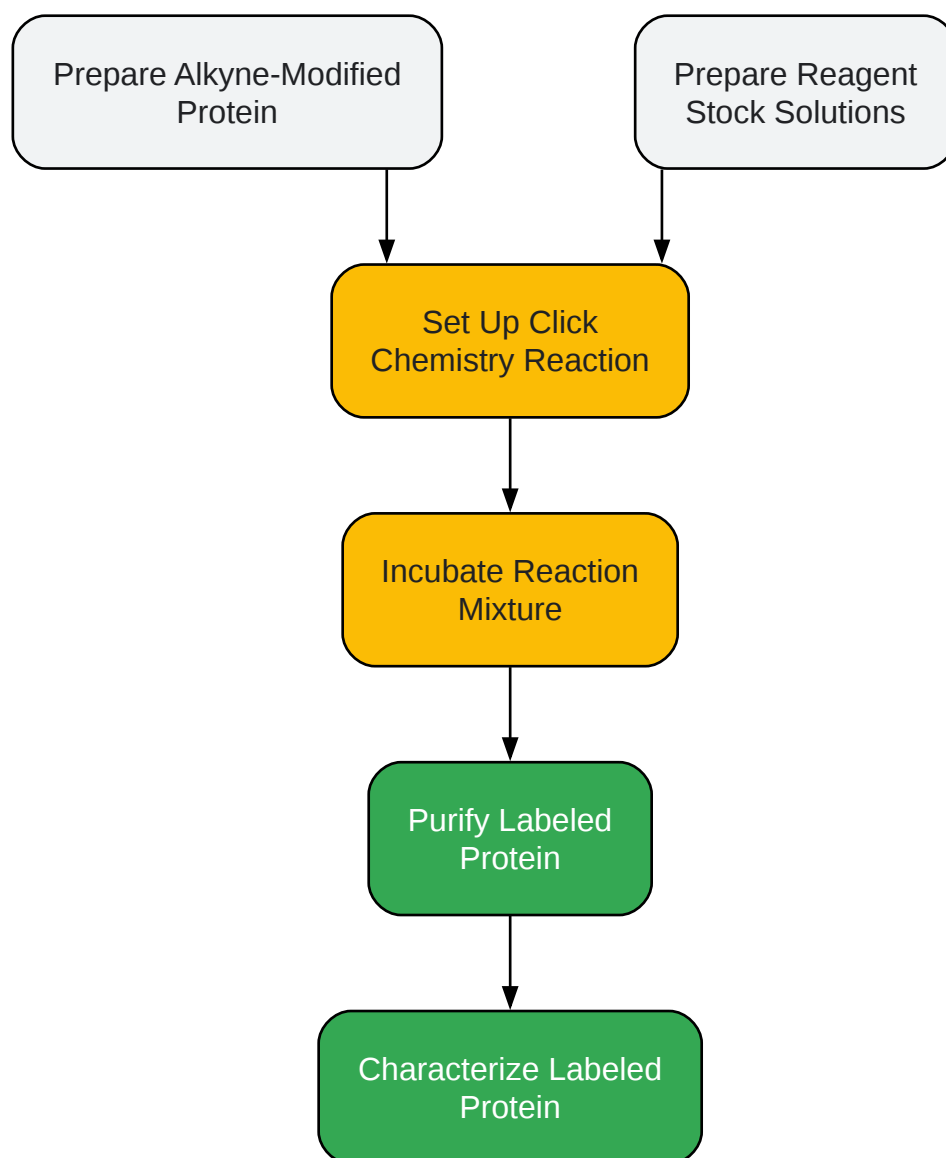 Prepare Alkyne-Modified
Protein
Prepare Reagent
Stock Solutions
Set Up Click
Chemistry Reaction
Incubate Reaction
Mixture
Purify Labeled
Protein
Characterize Labeled
Protein